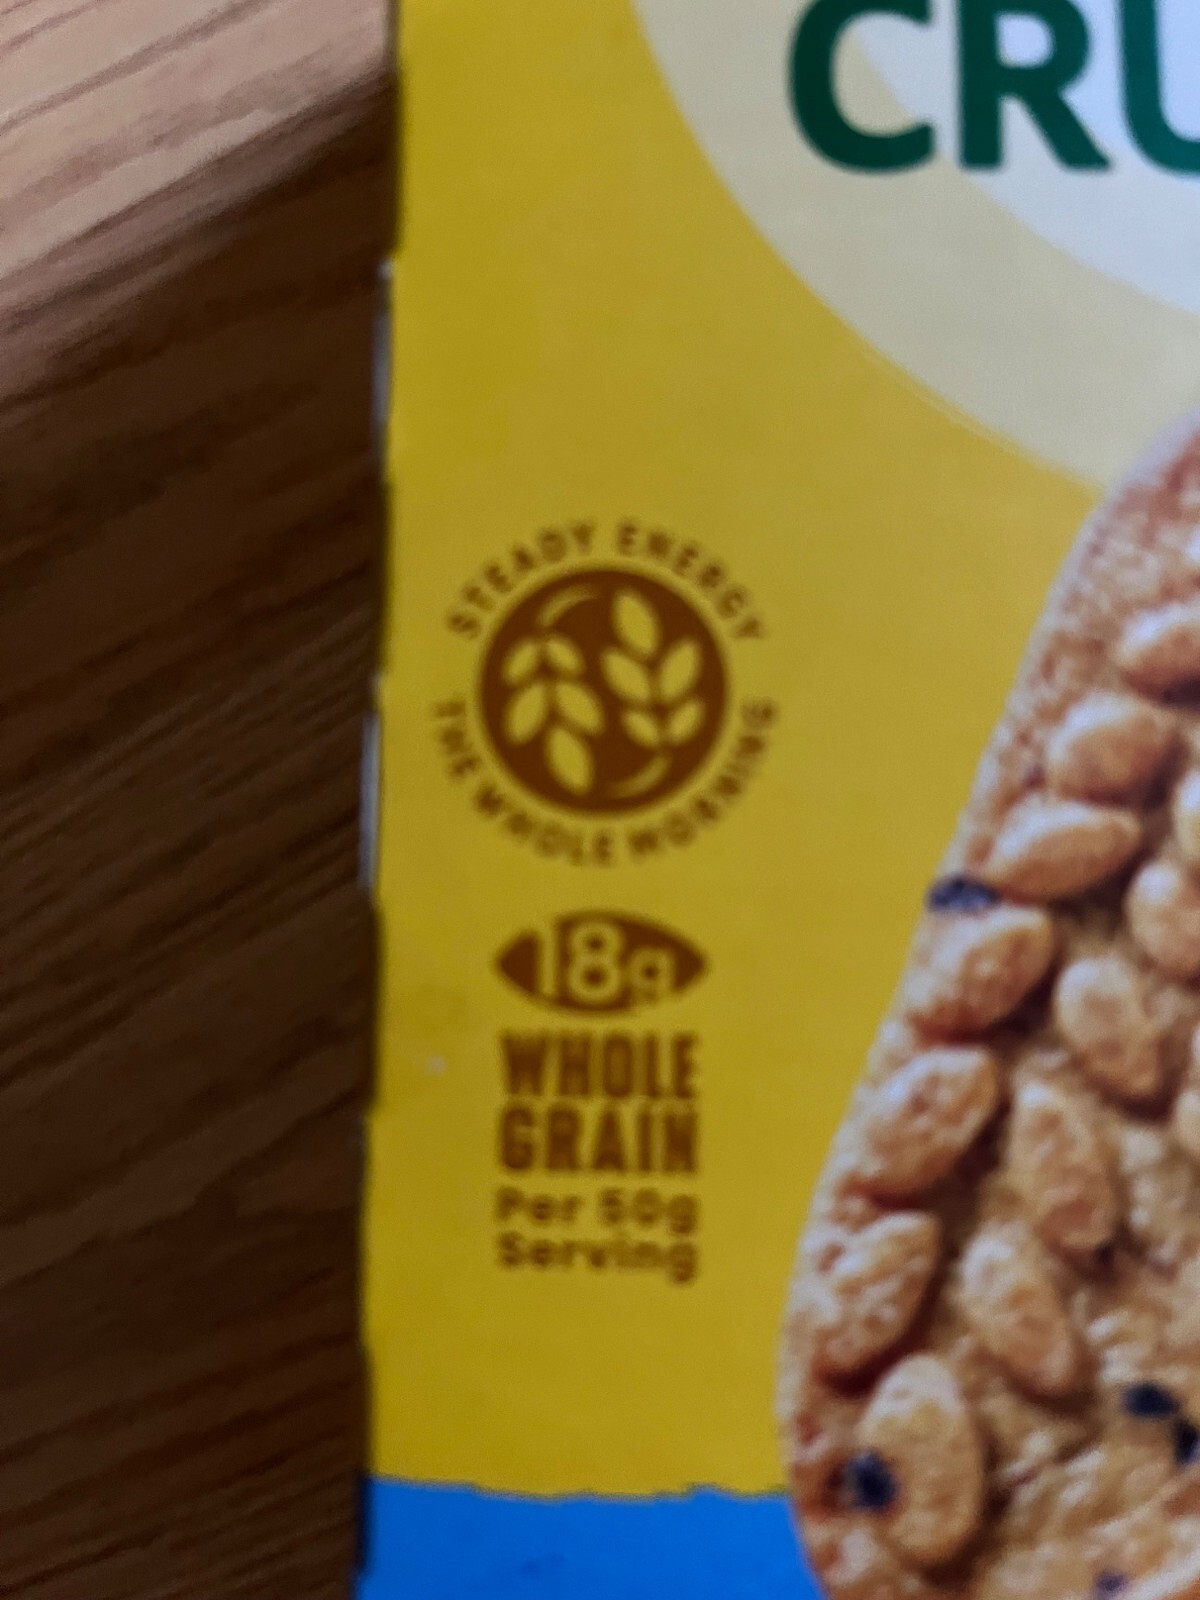 CRU
STEADY ENERGY
THE WHOLE MORNING
18g
WHOLE
GRAIN
Per 50g
Serving